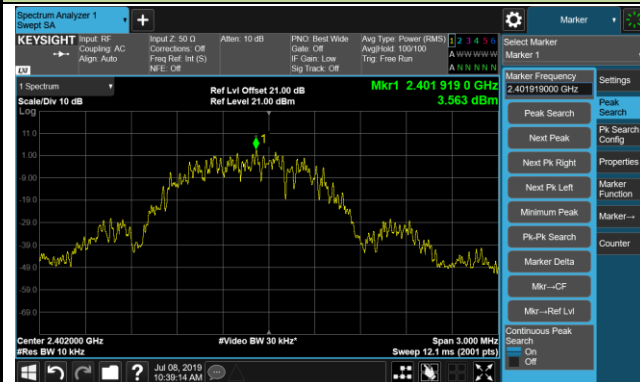 Spectrum Analyzer 1
Swept SA
Marker
KEYSIGHT
Input: RF
Coupling: AC
Align: Auto
Input Z: 50 Ω
Corrections: Off
Freq Ref: Int (S)
NFE: Off
Atten: 10 dB
PNO: Best Wide
Gate: Off
IF Gain: Low
Sig Track: Off
Avg Type: Power (RMS)
Avg|Hold: 100/100
Trig: Free Run
1 2 3 4 5 6
A W W W W W
A N N N N N
LXI
Select Marker
Marker 1
1 Spectrum
Scale/Div 10 dB
Log
Ref Lvl Offset 21.00 dB
Ref Level 21.00 dBm
Mkr1 2.401 919 0 GHz
3.563 dBm
11.0
1.00
-9.00
-19.0
-29.0
-39.0
-49.0
-59.0
-69.0
1
Center 2.402000 GHz
#Res BW 10 kHz
#Video BW 30 kHz*
Span 3.000 MHz
Sweep 12.1 ms (2001 pts)
Marker Frequency
2.401919000 GHz
Peak Search
Next Peak
Next Pk Right
Next Pk Left
Minimum Peak
Pk-Pk Search
Marker Delta
Mkr→CF
Mkr→Ref Lvl
Continuous Peak
Search
On
Off
Settings
Peak
Search
Pk Search
Config
Properties
Marker
Function
Marker→
Counter
?
Jul 08, 2019
10:39:14 AM